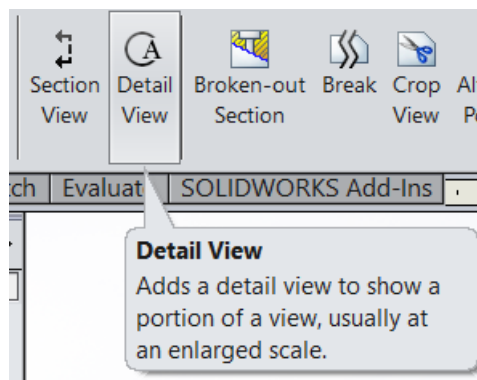 Section View
Detail View
Broken-out Section
Break
Crop View
Evaluat
SOLIDWORKS Add-Ins
Detail View
Adds a detail view to show a
portion of a view, usually at
an enlarged scale.